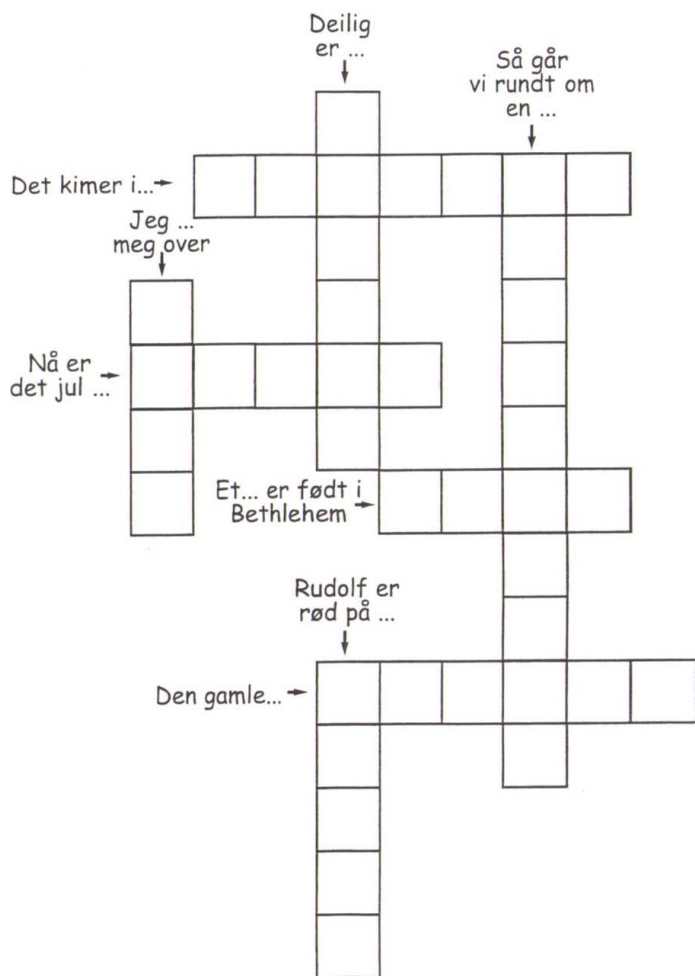 Deilig
er ...
Så går
vi rundt om
en ...
Det kimer i...
Jeg ...
meg over
Nå er
det jul ...
Et... er født i
Bethlehem
Rudolf er
rød på ...
Den gamle...